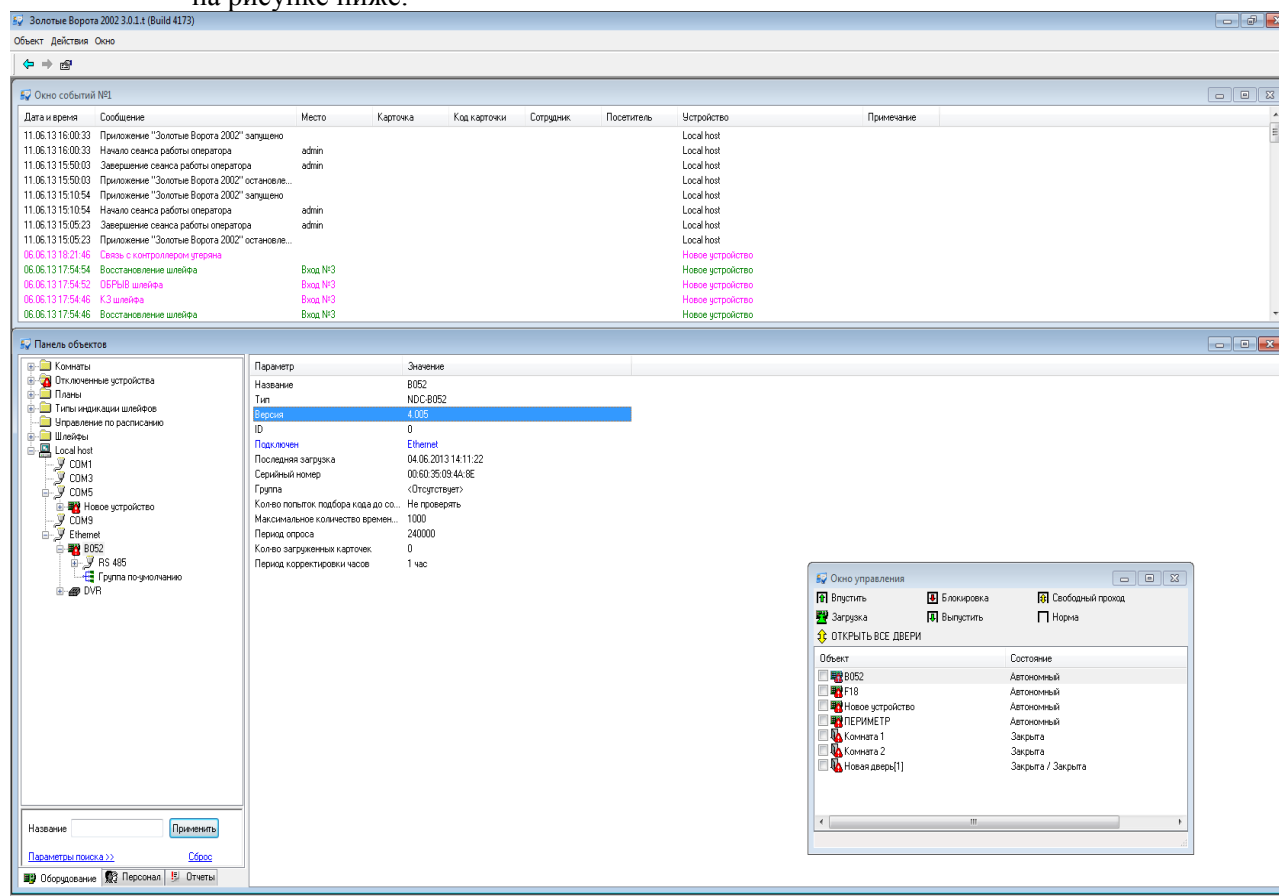 на рисунке ниже.
Золотые Ворота 2002 3.0.1.t (Build 4173)
Объект Действия Окно
Окно событий №1
Дата и время Сообщение Место Карточка Код карточки Сотрудник Посетитель Устройство Примечание
11.06.13 16:00:33 Приложение "Золотые Ворота 2002" запущено Local host
11.06.13 16:00:33 Начало сеанса работы оператора admin Local host
11.06.13 15:50:03 Завершение сеанса работы оператора admin Local host
11.06.13 15:50:03 Приложение "Золотые Ворота 2002" остановле... Local host
11.06.13 15:10:54 Приложение "Золотые Ворота 2002" запущено Local host
11.06.13 15:10:54 Начало сеанса работы оператора admin Local host
11.06.13 15:05:23 Завершение сеанса работы оператора admin Local host
11.06.13 15:05:23 Приложение "Золотые Ворота 2002" остановле... Local host
06.06.13 18:21:46 Связь с контроллером утеряна Новое устройство
06.06.13 17:54:54 Восстановление шлейфа Вход №3 Новое устройство
06.06.13 17:54:52 ОБРЫВ шлейфа Вход №3 Новое устройство
06.06.13 17:54:46 К.З шлейфа Вход №3 Новое устройство
06.06.13 17:54:46 Восстановление шлейфа Вход №3 Новое устройство
Панель объектов
Комнаты
Отключенные устройства
Планы
Типы индикации шлейфов
Управление по расписанию
Шлейфы
Local host
COM1
COM3
COM5
Новое устройство
COM9
Ethernet
B052
RS 485
Группа по-умолчанию
DVR
Параметр Значение
Название B052
Тип NDC-B052
Версия 4.005
ID 0
Подключен Ethernet
Последняя загрузка 04.06.2013 14:11:22
Серийный номер 00:60:35:09:4A:8E
Группа <Отсутствует>
Кол-во попыток подбора кода до со... Не проверять
Максимальное количество времен... 1000
Период опроса 240000
Кол-во загруженных карточек 0
Период корректировки часов 1 час
Окно управления
Впустить Блокировка Свободный проход
Загрузка Выпустить Норма
ОТКРЫТЬ ВСЕ ДВЕРИ
Объект Состояние
B052 Автономный
F18 Автономный
Новое устройство Автономный
ПЕРИМЕТР Автономный
Комната 1 Закрыта
Комната 2 Закрыта
Новая дверь[1] Закрыта / Закрыта
Название Применить
Параметры поиска >> Сброс
Оборудование Персонал Отчеты